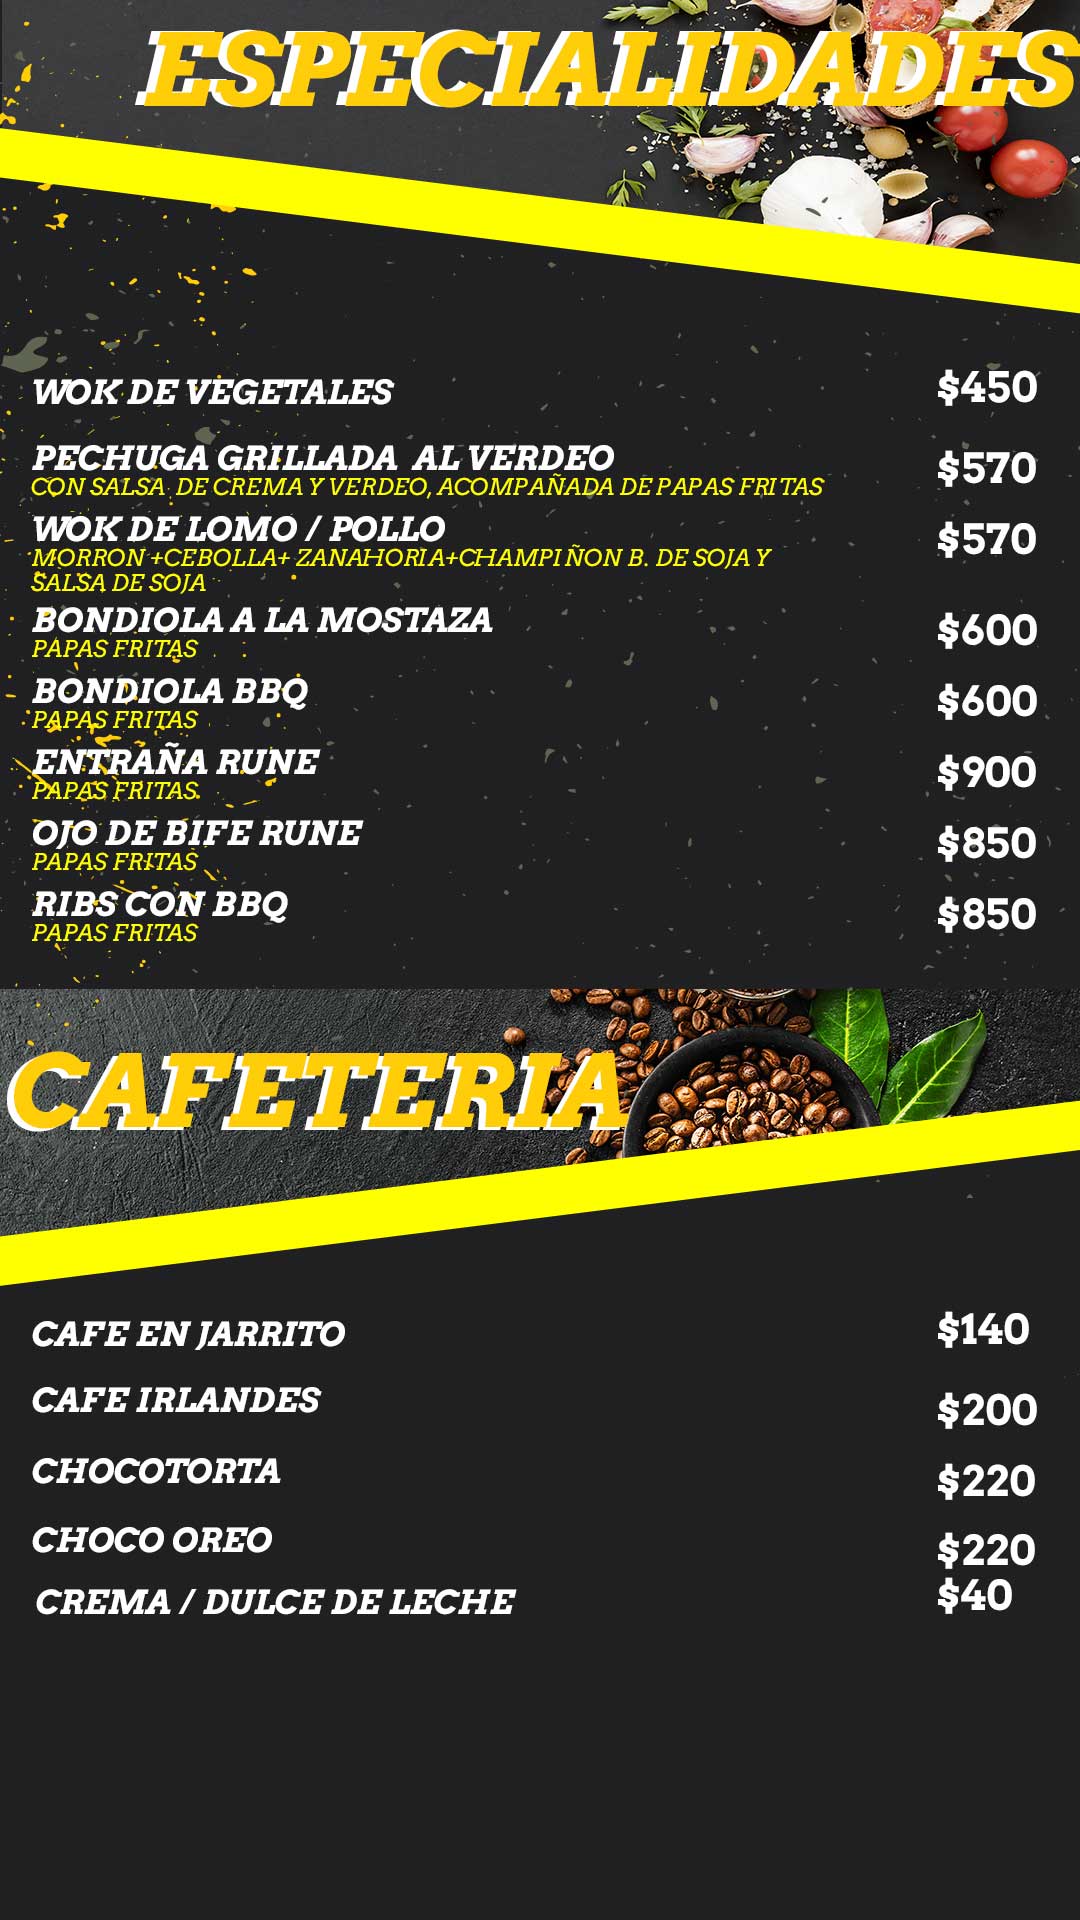 ESPECIALIDADES
WOK DE VEGETALES $450
PECHUGA GRILLADA AL VERDEO $570
CON SALSA DE CREMA Y VERDEO, ACOMPAÑADA DE PAPAS FRITAS
WOK DE LOMO / POLLO $570
MORRON +CEBOLLA+ ZANAHORIA+CHAMPIÑON B. DE SOJA Y
SALSA DE SOJA
BONDIOLA A LA MOSTAZA $600
PAPAS FRITAS
BONDIOLA BBQ $600
PAPAS FRITAS
ENTRAÑA RUNE $900
PAPAS FRITAS
OJO DE BIFE RUNE $850
PAPAS FRITAS
RIBS CON BBQ $850
PAPAS FRITAS
CAFETERIA
CAFE EN JARRITO $140
CAFE IRLANDES $200
CHOCOTORTA $220
CHOCO OREO $220
CREMA / DULCE DE LECHE $40